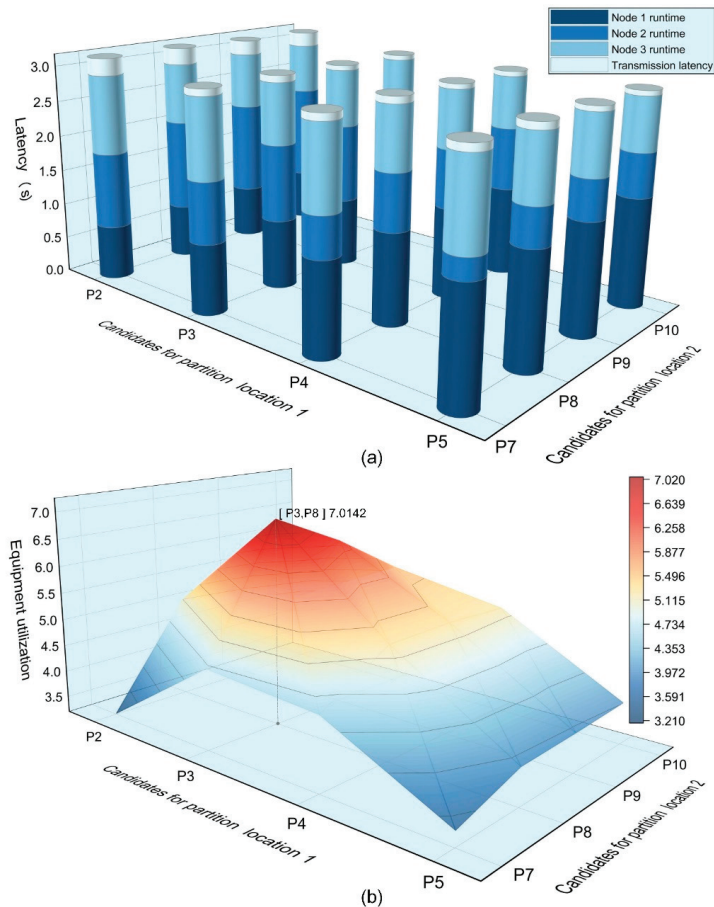 Node 1 runtime
Node 2 runtime
Node 3 runtime
Transmission latency
Latency (s)
3.0
2.5
2.0
1.5
1.0
0.5
0.0
P2
P3
P4
P5
Candidates for partition location 1
P7
P8
P9
P10
Candidates for partition location 2
(a)
[ P3,P8 ] 7.0142
Equipment utilization
7.0
6.5
6.0
5.5
5.0
4.5
4.0
3.5
P2
P3
P4
P5
Candidates for partition location 1
P7
P8
P9
P10
Candidates for partition location 2
7.020
6.639
6.258
5.877
5.496
5.115
4.734
4.353
3.972
3.591
3.210
(b)